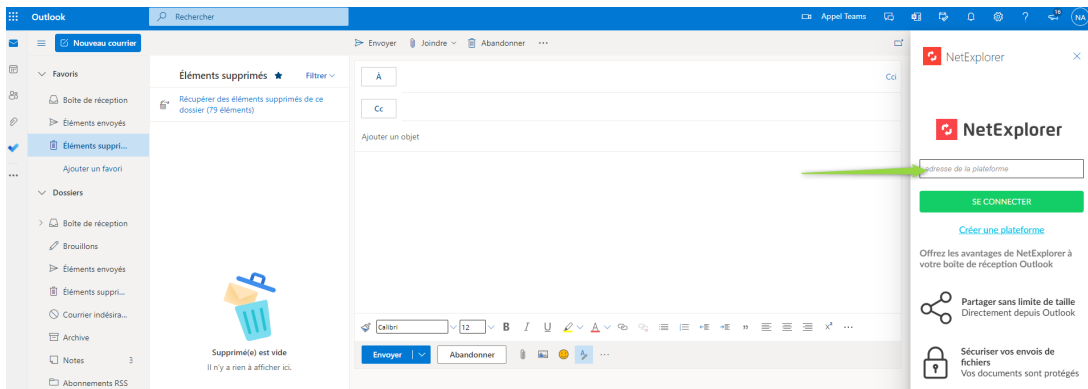 Outlook
Rechercher
Appel Teams
16
NA
Nouveau courrier
Favoris
Boîte de réception
Éléments envoyés
Éléments suppri...
Ajouter un favori
Dossiers
Boîte de réception
Brouillons
Éléments envoyés
Éléments suppri...
Courrier indésira...
Archive
Notes 3
Abonnements RSS
Éléments supprimés ★ Filtrer
Récupérer des éléments supprimés de ce
dossier (79 éléments)
Supprimé(e) est vide
Il n'y a rien à afficher ici.
Envoyer Joindre Abandonner ...
À
Cci
Cc
Ajouter un objet
Calibri 12 B I U A x² ...
Envoyer Abandonner ...
NetExplorer
NetExplorer
adresse de la plateforme
SE CONNECTER
Créer une plateforme
Offrez les avantages de NetExplorer à
votre boîte de réception Outlook
Partager sans limite de taille
Directement depuis Outlook
Sécuriser vos envois de
fichiers
Vos documents sont protégés